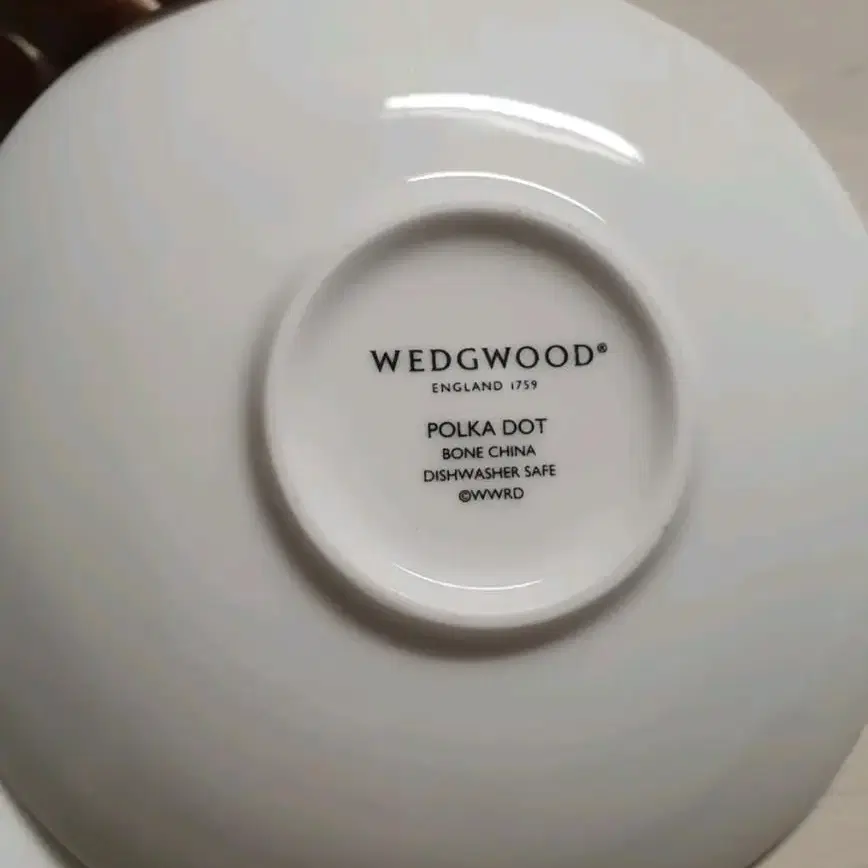 WEDGWOOD®
ENGLAND 1759
POLKA DOT
BONE CHINA
DISHWASHER SAFE
©WWRD